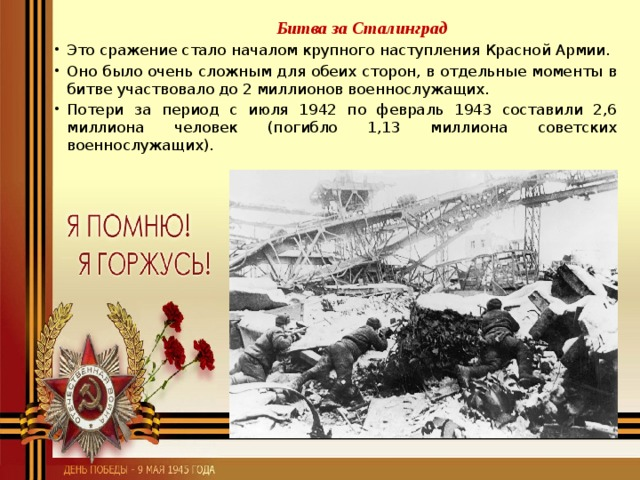 Битва за Сталинград
• Это сражение стало началом крупного наступления Красной Армии.
• Оно было очень сложным для обеих сторон, в отдельные моменты в
битве участвовало до 2 миллионов военнослужащих.
• Потери за период с июля 1942 по февраль 1943 составили 2,6
миллиона человек (погибло 1,13 миллиона советских
военнослужащих).
Я ПОМНЮ!
Я ГОРЖУСЬ!
ОТЕЧЕСТВЕННАЯ ВОЙНА
ДЕНЬ ПОБЕДЫ - 9 МАЯ 1945 ГОДА